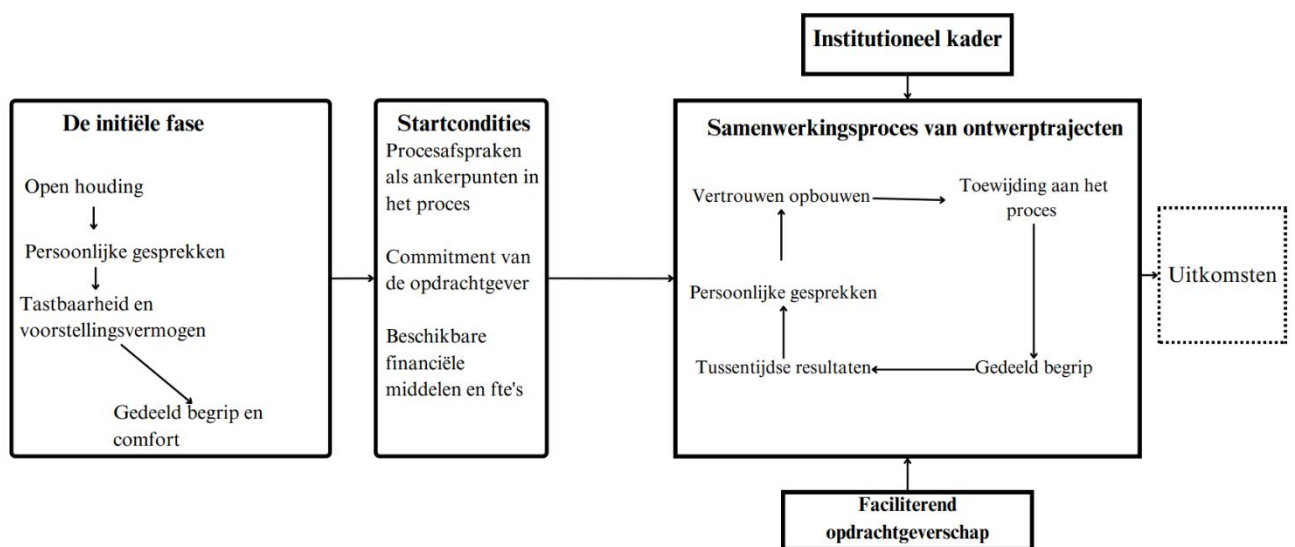 Institutioneel kader
De initiële fase
Open houding
Persoonlijke gesprekken
Tastbaarheid en
voorstellingsvermogen
Gedeeld begrip en
comfort
Startcondities
Procesafspraken
als ankerpunten in
het proces
Commitment van
de opdrachtgever
Beschikbare
financiële
middelen en fte's
Samenwerkingsproces van ontwerptrajecten
Vertrouwen opbouwen
Toewijding aan het
proces
Persoonlijke gesprekken
Tussentijdse resultaten
Gedeeld begrip
Uitkomsten
Faciliterend
opdrachtgeverschap